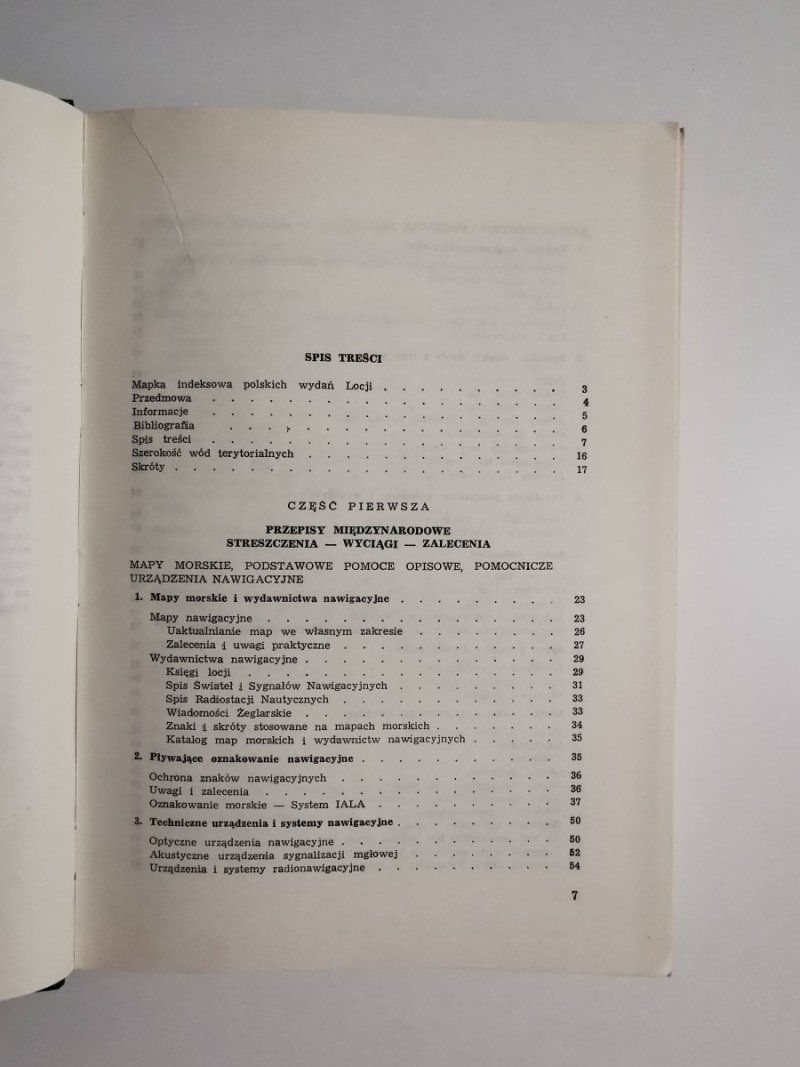 SPIS TREŚCI
Mapka indeksowa polskich wydań Locji . . . . . . . . . . 3
Przedmowa . . . . . . . . . . . . . . . . . . . 4
Informacje . . . . . . . . . . . . . . . . . . . 5
Bibliografia . . . . . . . . . . . . . . . . . . 6
Spis treści . . . . . . . . . . . . . . . . . . . 7
Szerokość wód terytorialnych . . . . . . . . . . . . . . 16
Skróty . . . . . . . . . . . . . . . . . . . . . 17
CZĘŚĆ PIERWSZA
PRZEPISY MIĘDZYNARODOWE
STRESZCZENIA — WYCIĄGI — ZALECENIA
MAPY MORSKIE, PODSTAWOWE POMOCE OPISOWE, POMOCNICZE
URZĄDZENIA NAWIGACYJNE
1. Mapy morskie i wydawnictwa nawigacyjne . . . . . . . . . 23
Mapy nawigacyjne . . . . . . . . . . . . . . . . 23
Uaktualnianie map we własnym zakresie . . . . . . . . 26
Zalecenia i uwagi praktyczne . . . . . . . . . . . . 27
Wydawnictwa nawigacyjne . . . . . . . . . . . . . . 29
Księgi locji . . . . . . . . . . . . . . . . . 29
Spis Świateł i Sygnałów Nawigacyjnych . . . . . . . . . 31
Spis Radiostacji Nautycznych . . . . . . . . . . . . 33
Wiadomości Żeglarskie . . . . . . . . . . . . . . 33
Znaki i skróty stosowane na mapach morskich . . . . . . . 34
Katalog map morskich i wydawnictw nawigacyjnych . . . . . 35
2. Pływające oznakowanie nawigacyjne . . . . . . . . . . . 35
Ochrona znaków nawigacyjnych . . . . . . . . . . . . 36
Uwagi i zalecenia . . . . . . . . . . . . . . . . 36
Oznakowanie morskie — System IALA . . . . . . . . . . 37
3. Techniczne urządzenia i systemy nawigacyjne . . . . . . . . . 50
Optyczne urządzenia nawigacyjne . . . . . . . . . . . . 50
Akustyczne urządzenia sygnalizacji mgłowej . . . . . . . . 52
Urządzenia i systemy radionawigacyjne . . . . . . . . . . 54
7